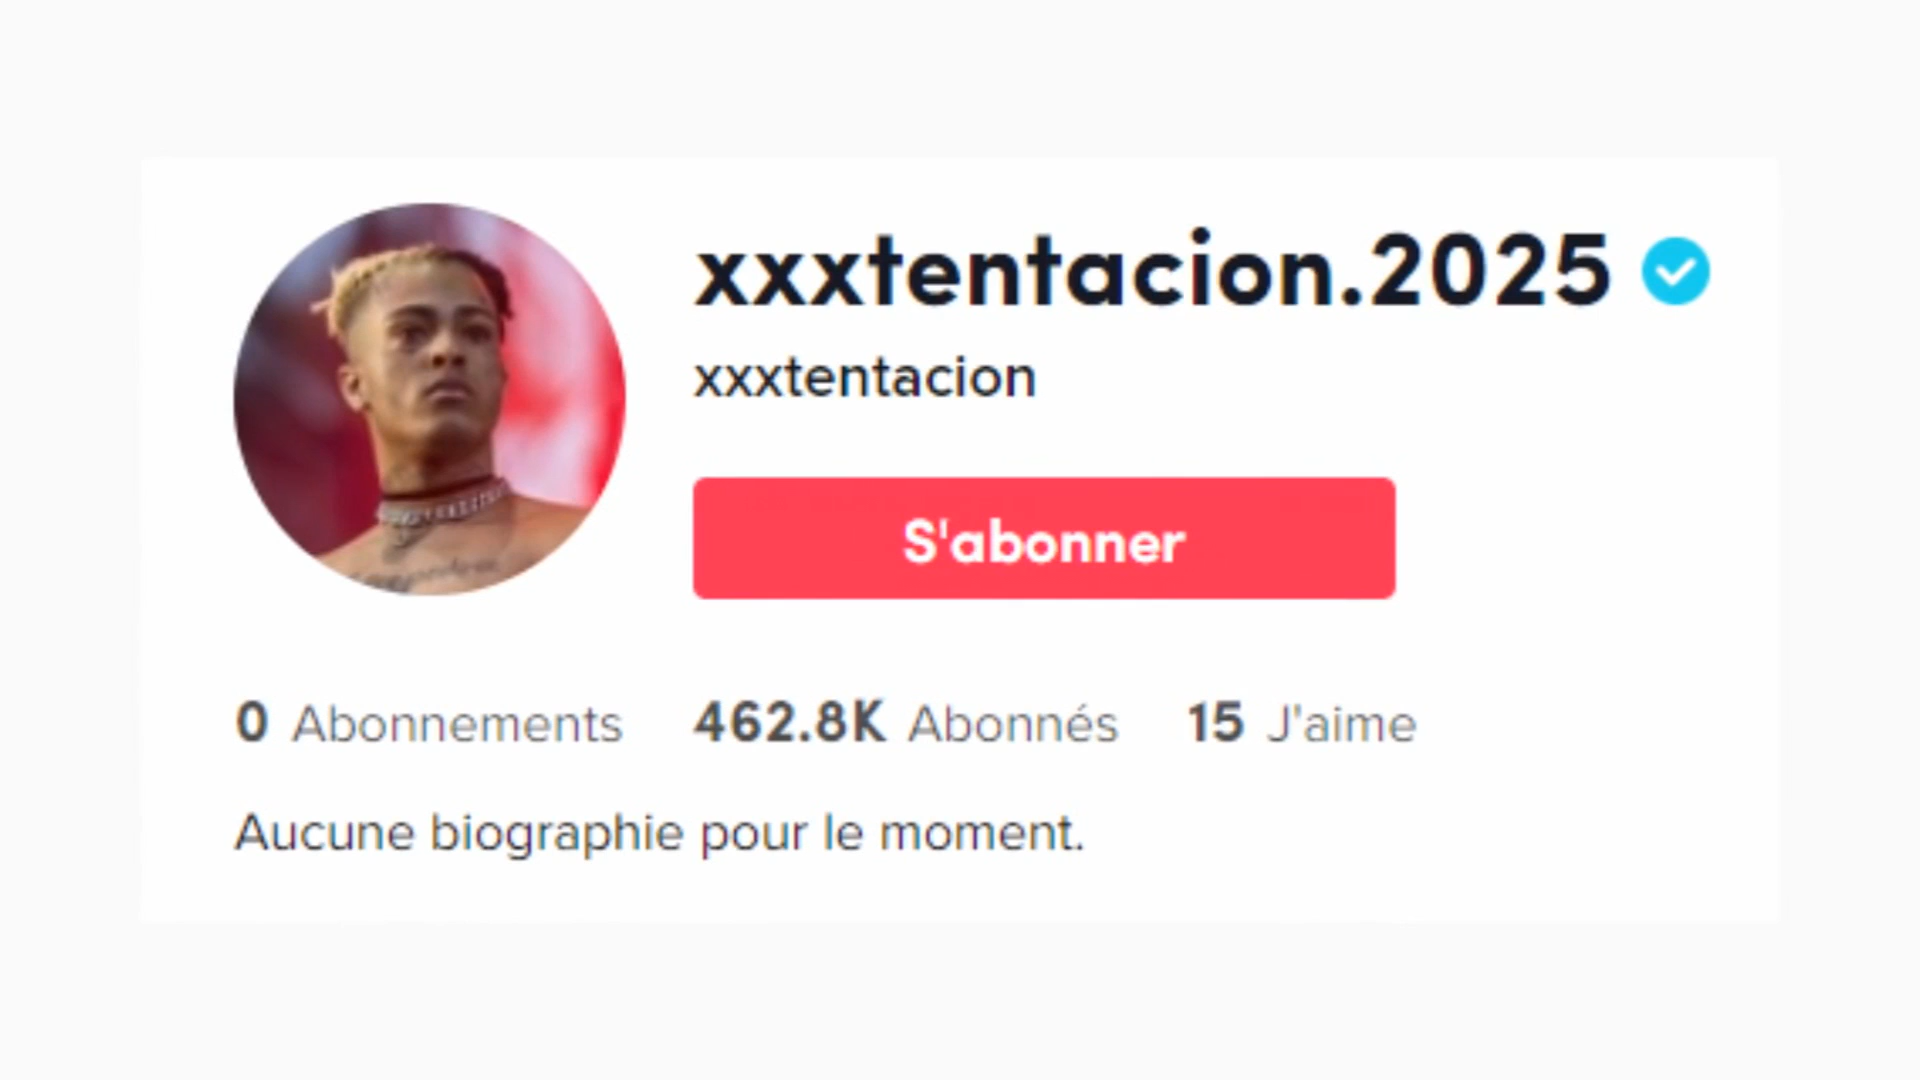 xxxtentacion.2025
xxxtentacion
S'abonner
0 Abonnements 462.8K Abonnés 15 J'aime
Aucune biographie pour le moment.